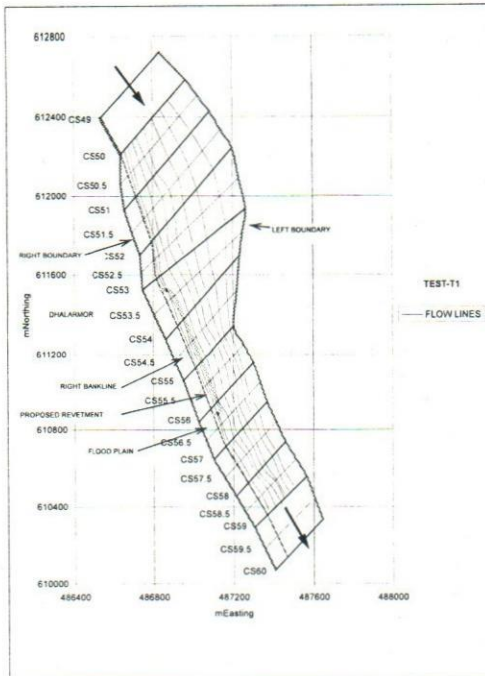 612800
612400
612000
611600
611200
610800
610400
610000
mNorthing
CS49
CS50
CS50.5
CS51
CS51.5
RIGHT BOUNDARY
CS52
CS52.5
CS53
DHALARMOR
CS53.5
CS54
CS54.5
RIGHT BANKLINE
CS55
CS55.5
PROPOSED REVETMENT
CS56
CS56.5
FLOOD PLAIN
CS57
CS57.5
CS58
CS58.5
CS59
CS59.5
CS60
LEFT BOUNDARY
TEST-T1
FLOW LINES
486400 486800 487200 487600 488000
mEasting